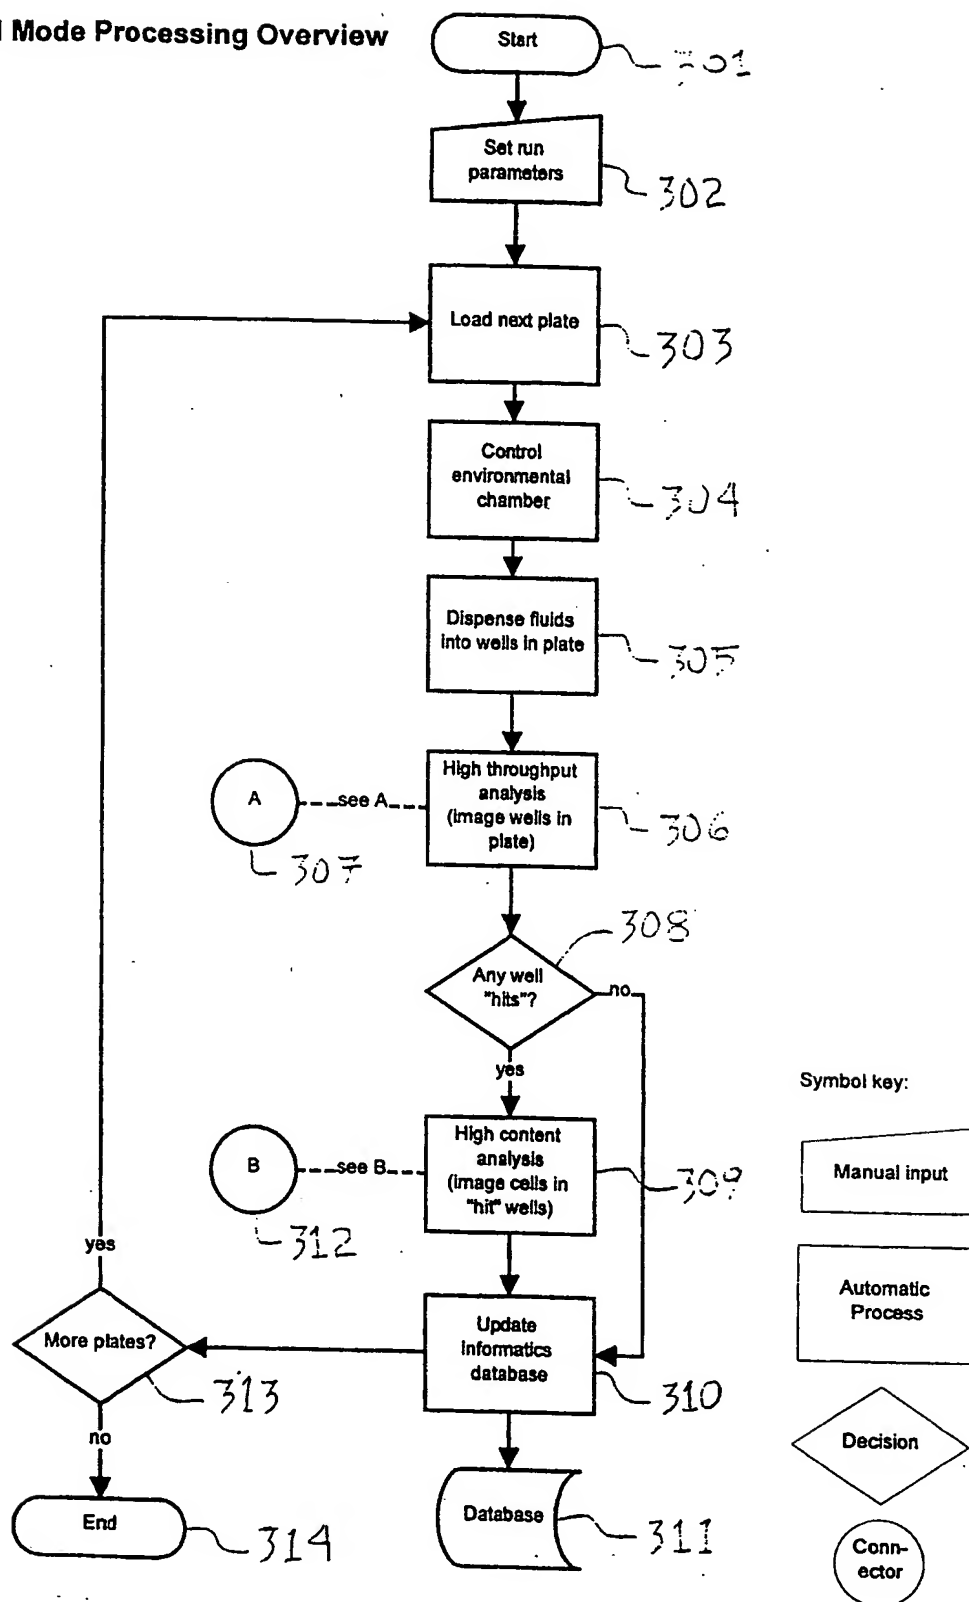 Mode Processing Overview
Start
301
Set run
parameters
302
Load next plate
303
Control
environmental
chamber
304
Dispense fluids
into wells in plate
305
High throughput
analysis
(image wells in
plate)
306
A
see A
307
308
Any well
"hits"?
no
yes
High content
analysis
(image cells in
"hit" wells)
309
B
see B
312
Update
informatics
database
310
yes
More plates?
313
no
End
314
Database
311
Symbol key:
Manual input
Automatic
Process
Decision
Conn-
ector